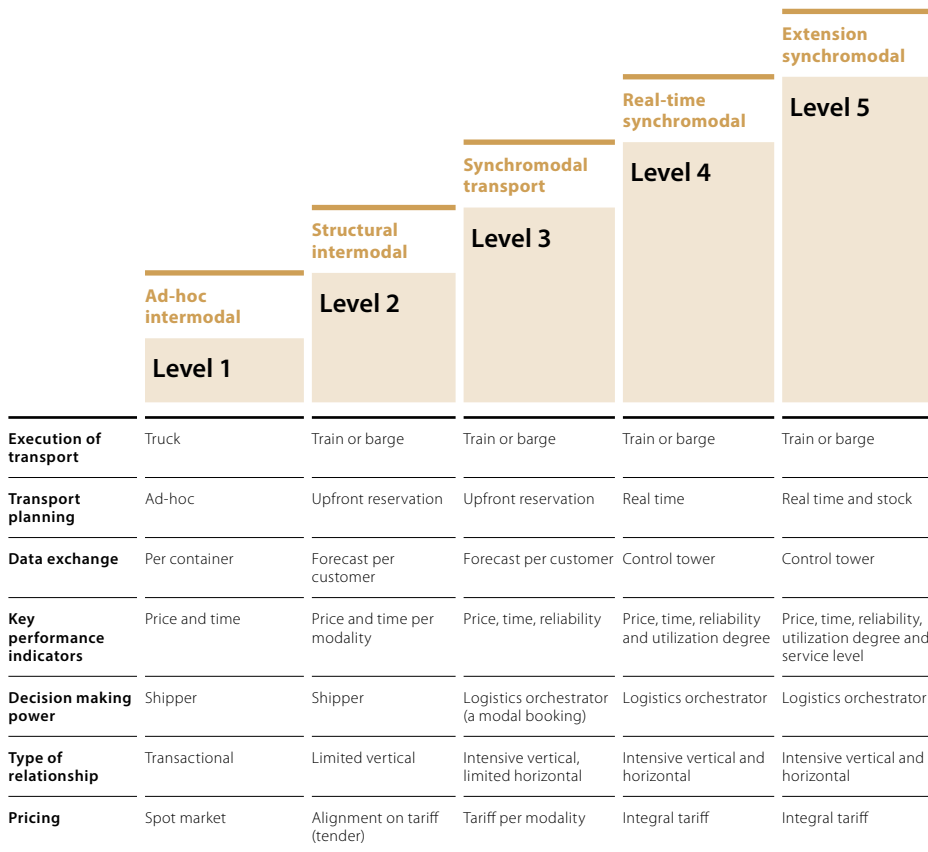 Extension
synchromodal
Level 5
Real-time
synchromodal
Level 4
Synchromodal
transport
Level 3
Structural
intermodal
Level 2
Ad-hoc
intermodal
Level 1
Execution of
transport
Truck
Train or barge
Train or barge
Train or barge
Train or barge
Transport
planning
Ad-hoc
Upfront reservation
Upfront reservation
Real time
Real time and stock
Data exchange
Per container
Forecast per
customer
Forecast per customer
Control tower
Control tower
Key
performance
indicators
Price and time
Price and time per
modality
Price, time, reliability
Price, time, reliability
and utilization degree
Price, time, reliability,
utilization degree and
service level
Decision making
power
Shipper
Shipper
Logistics orchestrator
(a modal booking)
Logistics orchestrator
Logistics orchestrator
Type of
relationship
Transactional
Limited vertical
Intensive vertical,
limited horizontal
Intensive vertical and
horizontal
Intensive vertical and
horizontal
Pricing
Spot market
Alignment on tariff
(tender)
Tariff per modality
Integral tariff
Integral tariff